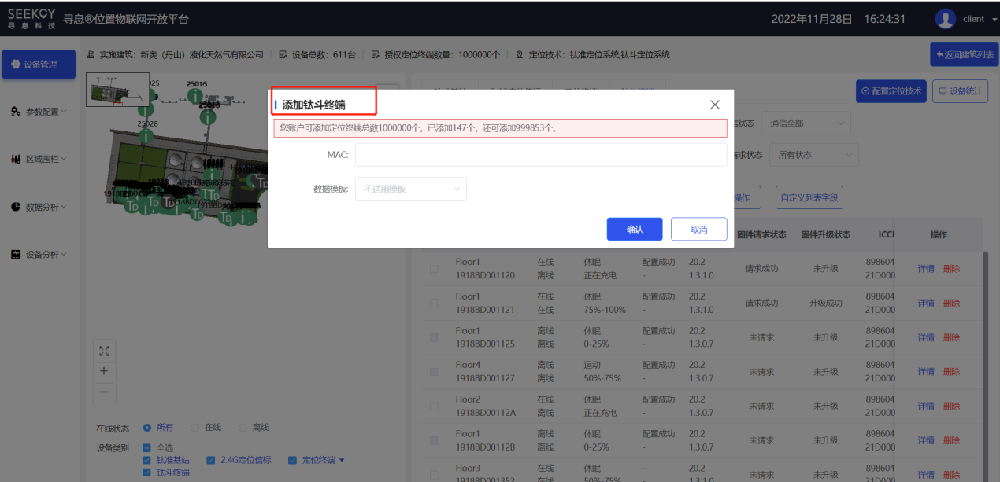 SEEKCY
寻息科技
寻息®位置物联网开放平台
2022年11月28日 16:24:31
client
设备管理
实施建筑：新奥（舟山）液化天然气有限公司
设备总数：611台
授权定位终端数量：1000000个
定位技术：钛准定位系统,钛斗定位系统
返回建筑列表
参数配置
区域围栏
数据分析
设备分析
25016
25028
添加钛斗终端
您账户可添加定位终端总数1000000个，已添加147个，还可添加999853个。
MAC:
数据模板:
不适用模板
确认
取消
配置定位技术
设备统计
通信全部
所有状态
自定义列表字段
固件请求状态 固件升级状态 ICCI 操作
Floor1 在线 休眠 配置成功 20.2 请求成功 未升级 898604 详情 删除
1918BD001120 离线 正在充电 - 1.3.1.0 21D000
Floor1 在线 休眠 配置成功 20.2 请求成功 升级成功 898604 详情 删除
1918BD001121 在线 75%-100% - 1.3.1.0 21D000
Floor1 离线 休眠 配置成功 20.2 未请求 未升级 898604 详情 删除
1918BD001125 离线 0-25% - 1.3.0.7 21D000
Floor4 离线 运动 配置成功 20.2 未请求 未升级 898604 详情 删除
1918BD001127 离线 50%-75% - 1.3.0.7 21D000
Floor2 离线 休眠 配置成功 20.2 未请求 未升级 898604 详情 删除
1918BD00112A 离线 正在充电 - 1.3.0.7 21D000
Floor1 离线 休眠 配置成功 20.2 未请求 未升级 898604 详情 删除
1918BD00112B 离线 0-25% - 1.3.0.7 21D000
Floor3 在线 休眠 - 20.2 未请求 未升级 898604 详情 删除
在线状态 所有 在线 离线
设备类别 全选
钛准基站 2.4G定位信标 定位终端
钛斗终端